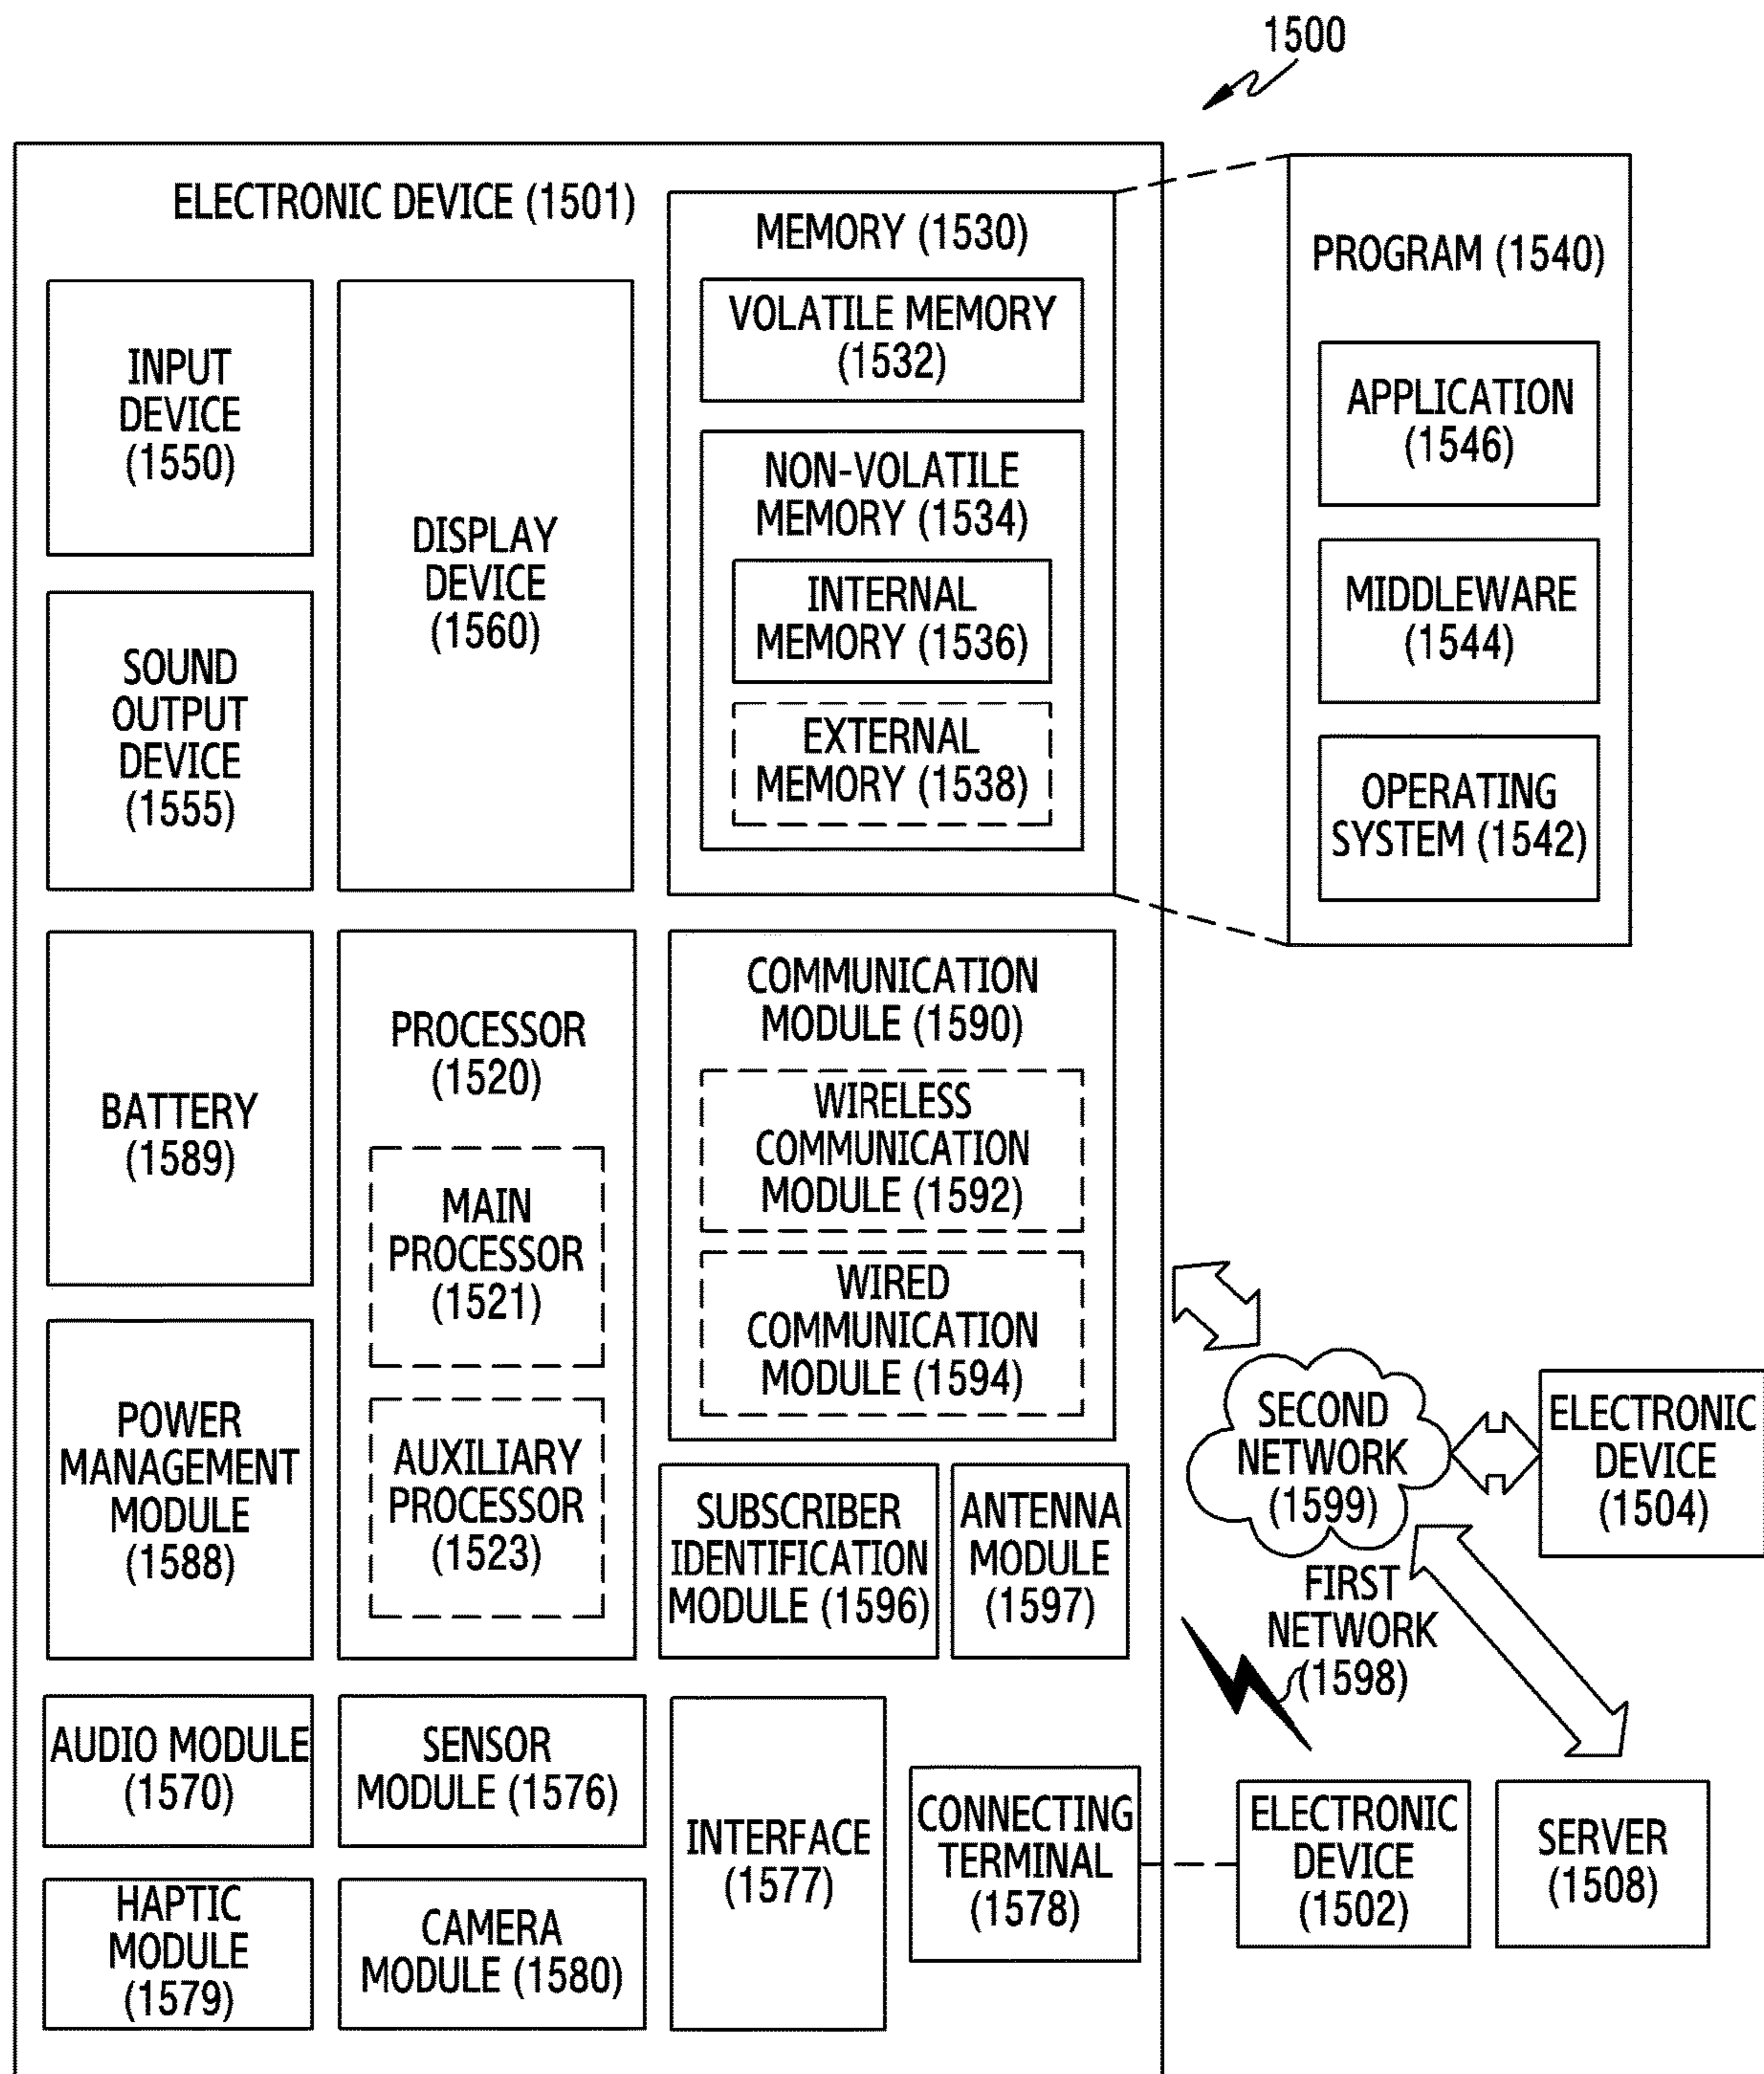 1500
ELECTRONIC DEVICE (1501)
INPUT
DEVICE
(1550)
SOUND
OUTPUT
DEVICE
(1555)
DISPLAY
DEVICE
(1560)
MEMORY (1530)
VOLATILE MEMORY
(1532)
NON-VOLATILE
MEMORY (1534)
INTERNAL
MEMORY (1536)
EXTERNAL
MEMORY (1538)
PROGRAM (1540)
APPLICATION
(1546)
MIDDLEWARE
(1544)
OPERATING
SYSTEM (1542)
BATTERY
(1589)
POWER
MANAGEMENT
MODULE
(1588)
PROCESSOR
(1520)
MAIN
PROCESSOR
(1521)
AUXILIARY
PROCESSOR
(1523)
COMMUNICATION
MODULE (1590)
WIRELESS
COMMUNICATION
MODULE (1592)
WIRED
COMMUNICATION
MODULE (1594)
SUBSCRIBER
IDENTIFICATION
MODULE (1596)
ANTENNA
MODULE
(1597)
SECOND
NETWORK
(1599)
ELECTRONIC
DEVICE
(1504)
FIRST
NETWORK
(1598)
AUDIO MODULE
(1570)
SENSOR
MODULE (1576)
HAPTIC
MODULE
(1579)
CAMERA
MODULE (1580)
INTERFACE
(1577)
CONNECTING
TERMINAL
(1578)
ELECTRONIC
DEVICE
(1502)
SERVER
(1508)